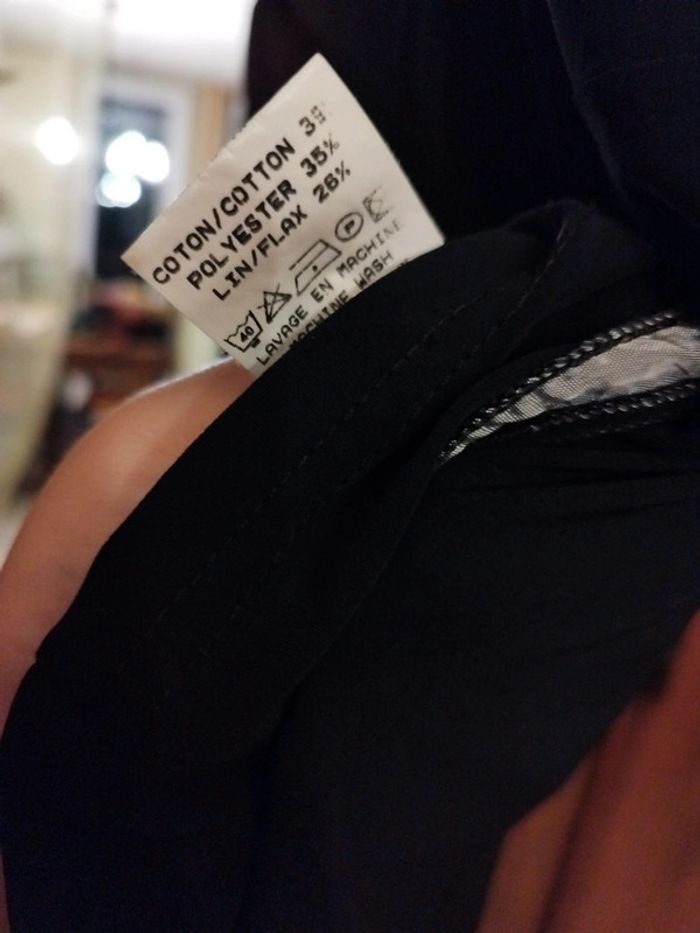 COTON/COTTON
POLYESTER 35%
LIN/FLAX 26%
40 P
LAVAGE EN MACHINE
MACHINE WASH